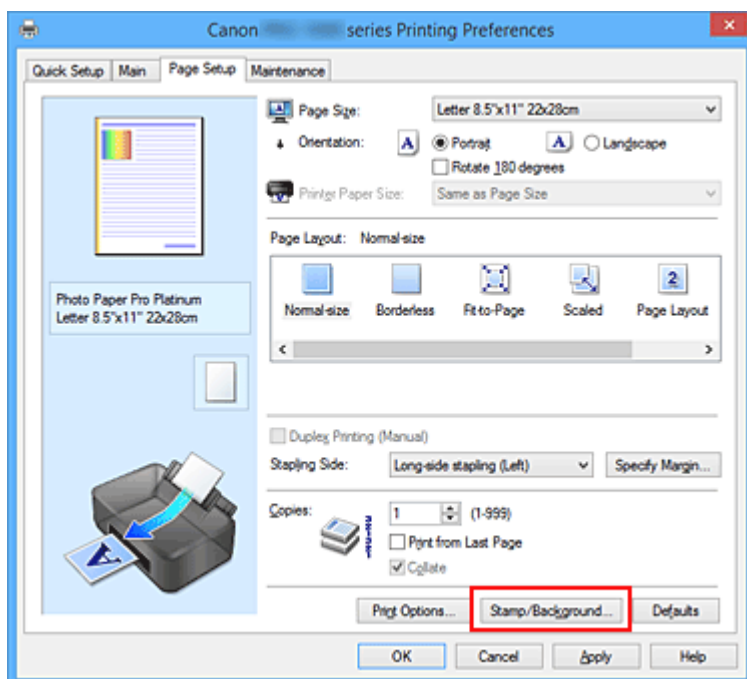 Canon series Printing Preferences
Quick Setup Main Page Setup Maintenance
Page Size: Letter 8.5"x11" 22x28cm
Orientation: A Portrait A Landscape
Rotate 180 degrees
Printer Paper Size: Same as Page Size
Page Layout: Normal-size
Normal-size Borderless Fit-to-Page Scaled Page Layout
2
Photo Paper Pro Platinum
Letter 8.5"x11" 22x28cm
Duplex Printing (Manual)
Stapling Side: Long-side stapling (Left) Specify Margin...
Copies: 1 (1-999)
Print from Last Page
Collate
A
Print Options... Stamp/Background... Defaults
OK Cancel Apply Help